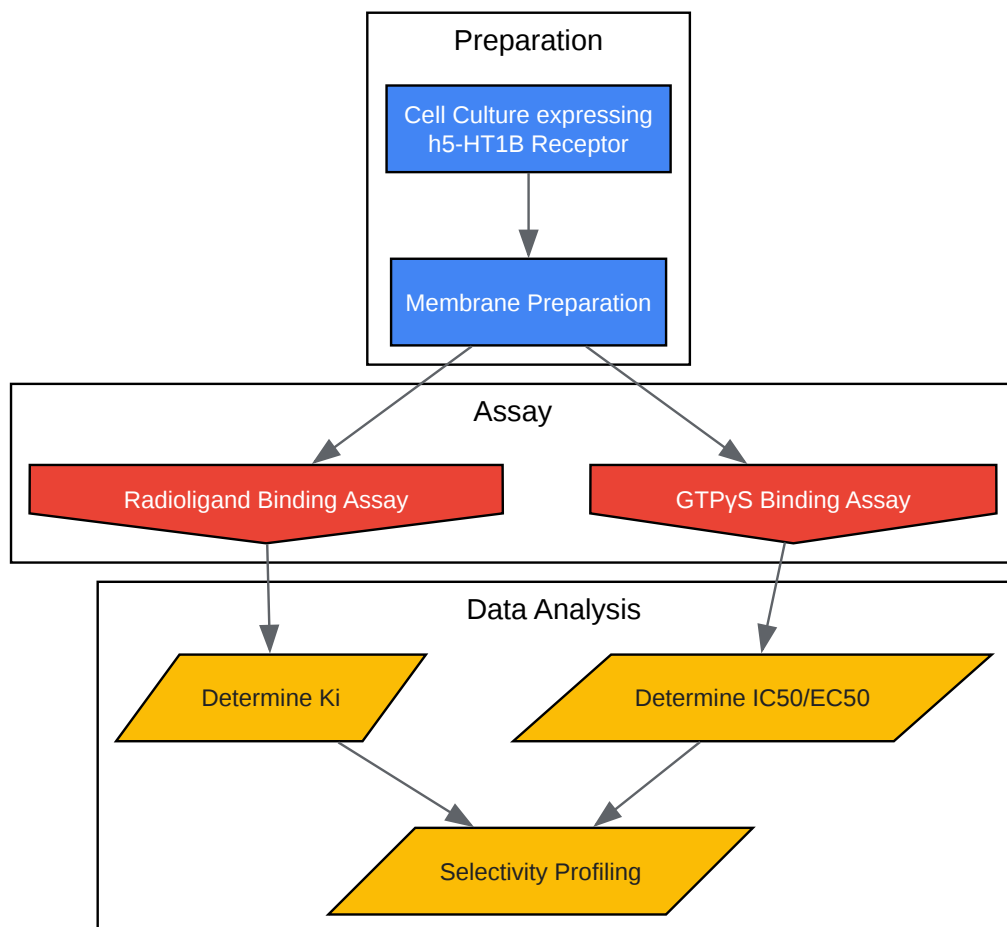 Preparation
Cell Culture expressing
h5-HT1B Receptor
Membrane Preparation
Assay
Radioligand Binding Assay
GTPγS Binding Assay
Data Analysis
Determine Ki
Determine IC50/EC50
Selectivity Profiling